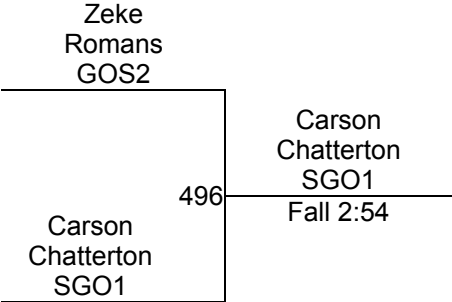 Zeke
Romans
GOS2
Carson
Chatterton
SGO1
496
Fall 2:54
Carson
Chatterton
SGO1